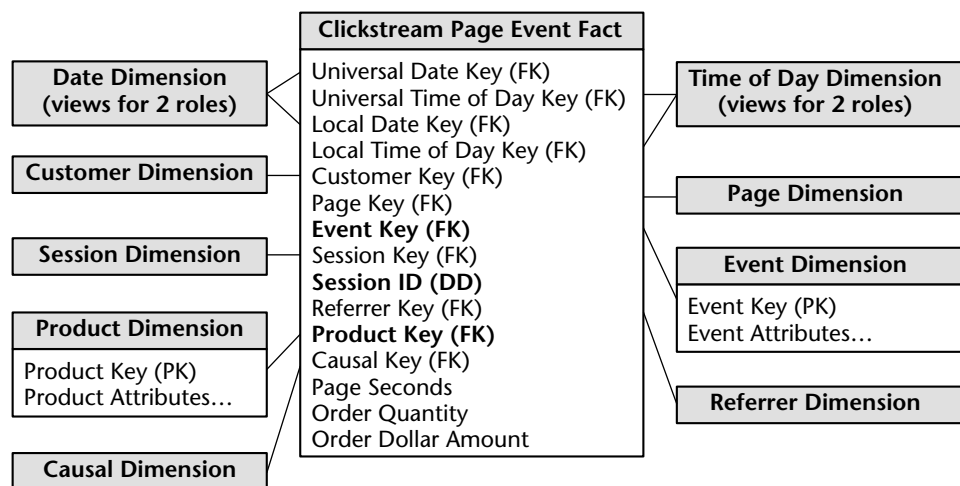 Clickstream Page Event Fact
Universal Date Key (FK)
Universal Time of Day Key (FK)
Local Date Key (FK)
Local Time of Day Key (FK)
Customer Key (FK)
Page Key (FK)
Event Key (FK)
Session Key (FK)
Session ID (DD)
Referrer Key (FK)
Product Key (FK)
Causal Key (FK)
Page Seconds
Order Quantity
Order Dollar Amount
Date Dimension
(views for 2 roles)
Customer Dimension
Session Dimension
Product Dimension
Product Key (PK)
Product Attributes…
Causal Dimension
Time of Day Dimension
(views for 2 roles)
Page Dimension
Event Dimension
Event Key (PK)
Event Attributes…
Referrer Dimension